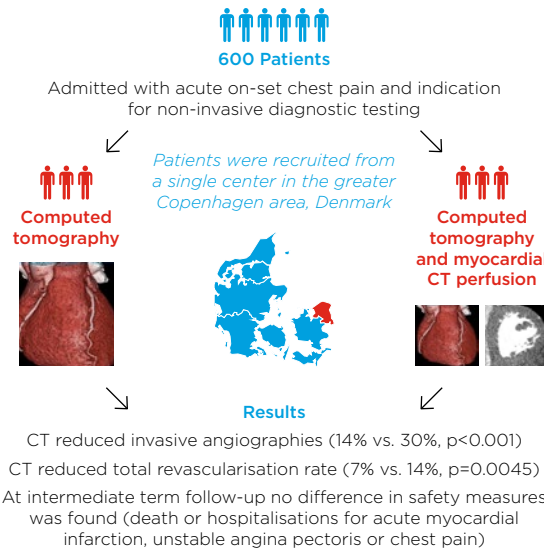 600 Patients
Admitted with acute on-set chest pain and indication
for non-invasive diagnostic testing
Patients were recruited from
a single center in the greater
Copenhagen area, Denmark
Computed
tomography
Computed
tomography
and myocardial
CT perfusion
Results
CT reduced invasive angiographies (14% vs. 30%, p<0.001)
CT reduced total revascularisation rate (7% vs. 14%, p=0.0045)
At intermediate term follow-up no difference in safety measures
was found (death or hospitalisations for acute myocardial
infarction, unstable angina pectoris or chest pain)